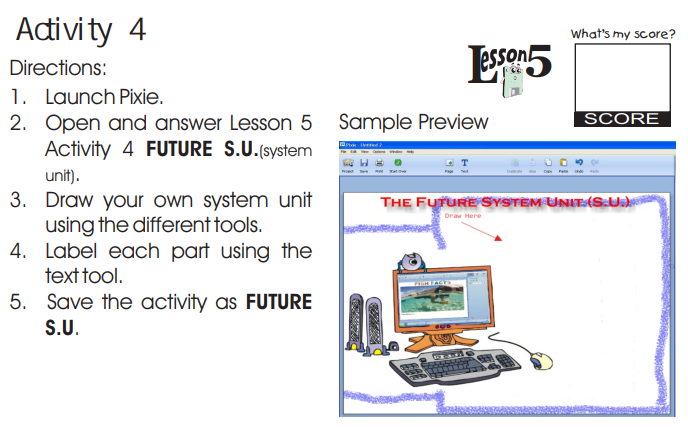 Activity 4
What's my score?
Lesson 5
SCORE
Directions:
1. Launch Pixie.
2. Open and answer Lesson 5
Activity 4 FUTURE S.U.(system
unit).
3. Draw your own system unit
using the different tools.
4. Label each part using the
text tool.
5. Save the activity as FUTURE
S.U.
Sample Preview
Pixie - Untitled 2
File Edit View Options Window Help
Project Save Print Start Over Page Text Duplicate Copy Paste Undo Redo
THE FUTURE SYSTEM UNIT (S.U.)
Draw Here
FISH FACTS